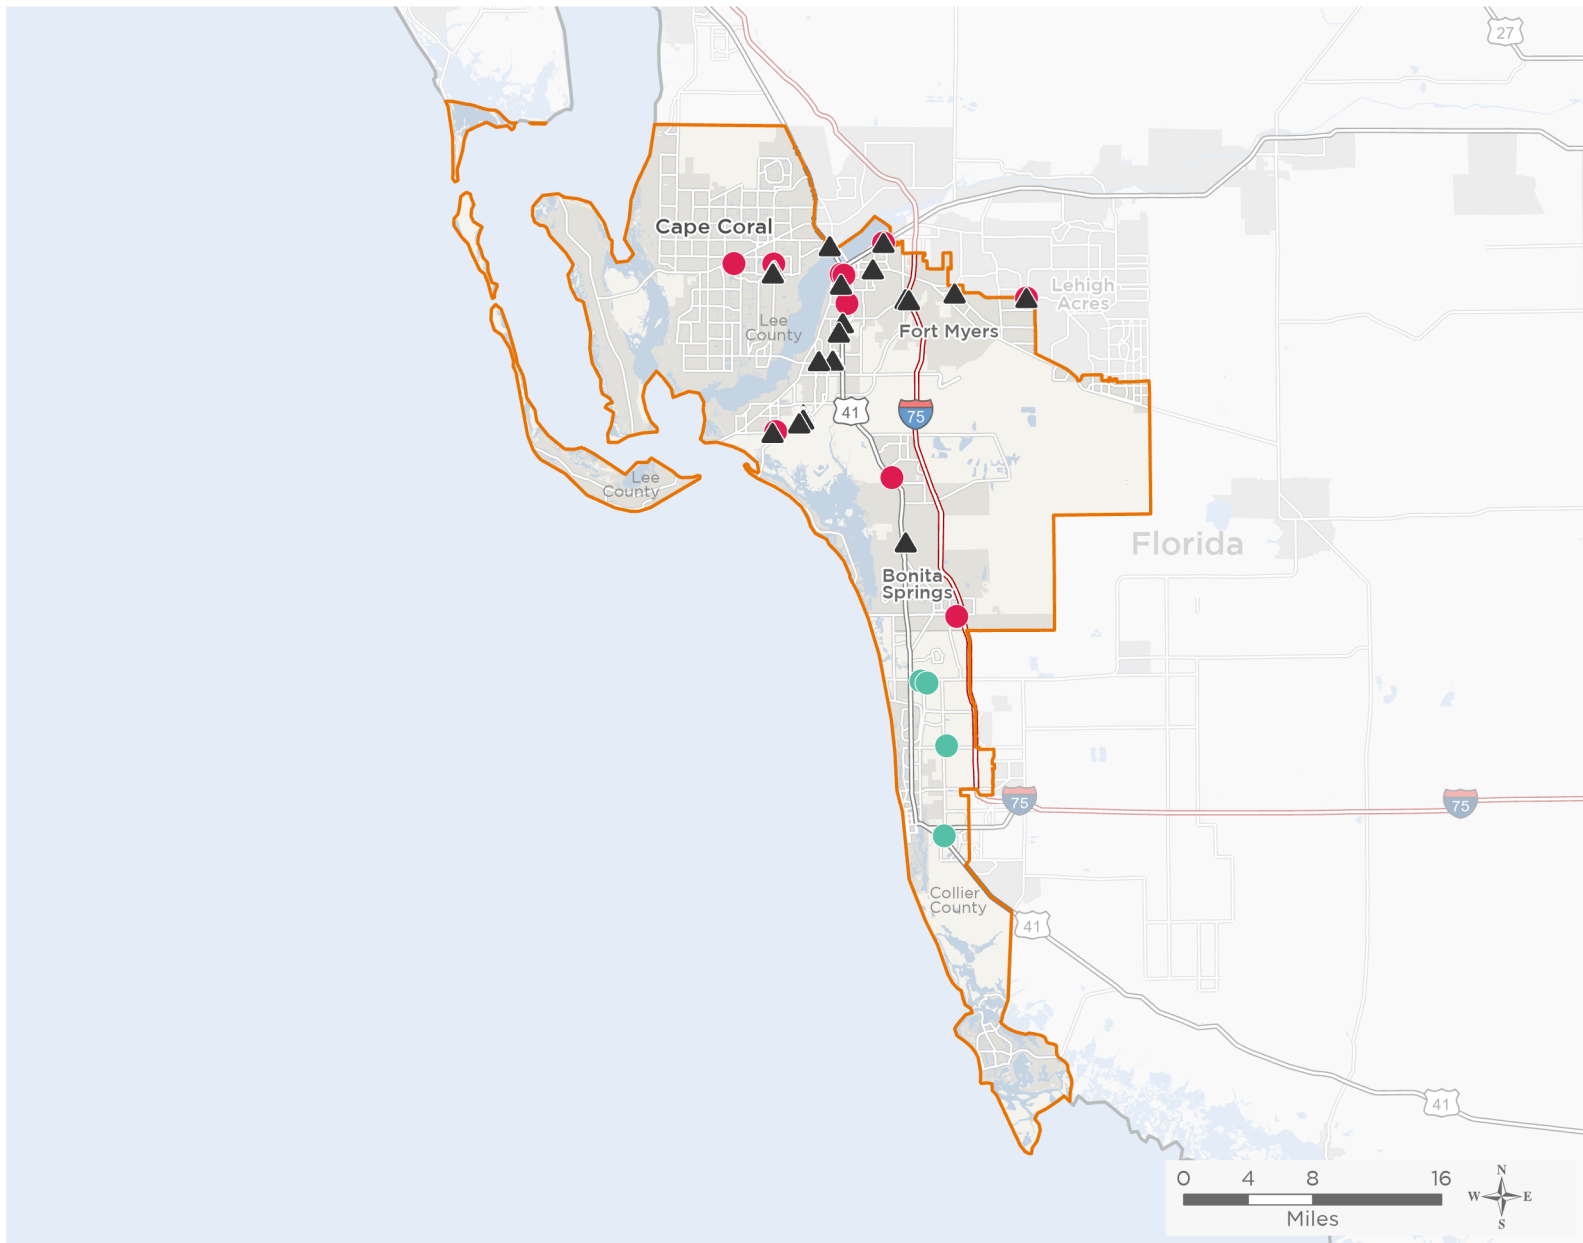 27
Cape Coral
Lehigh
Acres
Lee
County
Fort Myers
41
75
Lee
County
Florida
Bonita
Springs
75
75
Collier
County
41
41
0 4 8 16
Miles
N
W E
S